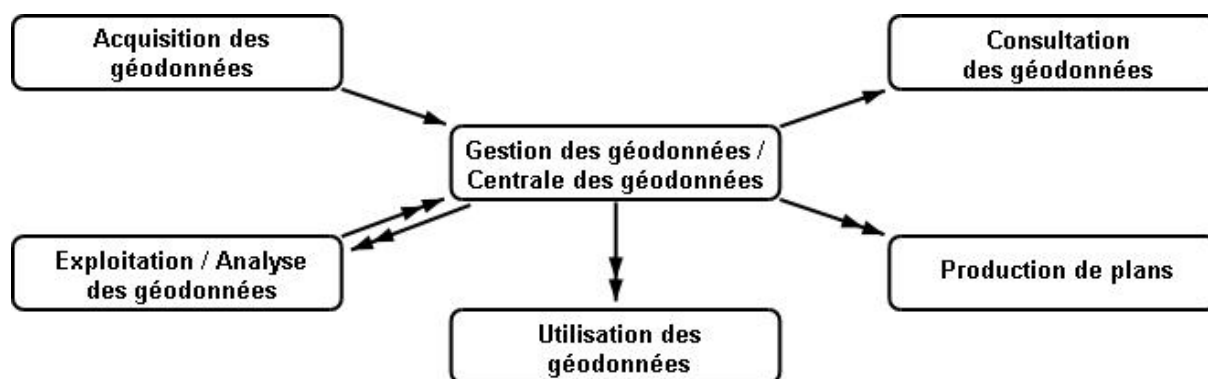 Acquisition des
géodonnées
Consultation
des géodonnées
Gestion des géodonnées /
Centrale des géodonnées
Exploitation / Analyse
des géodonnées
Production de plans
Utilisation des
géodonnées